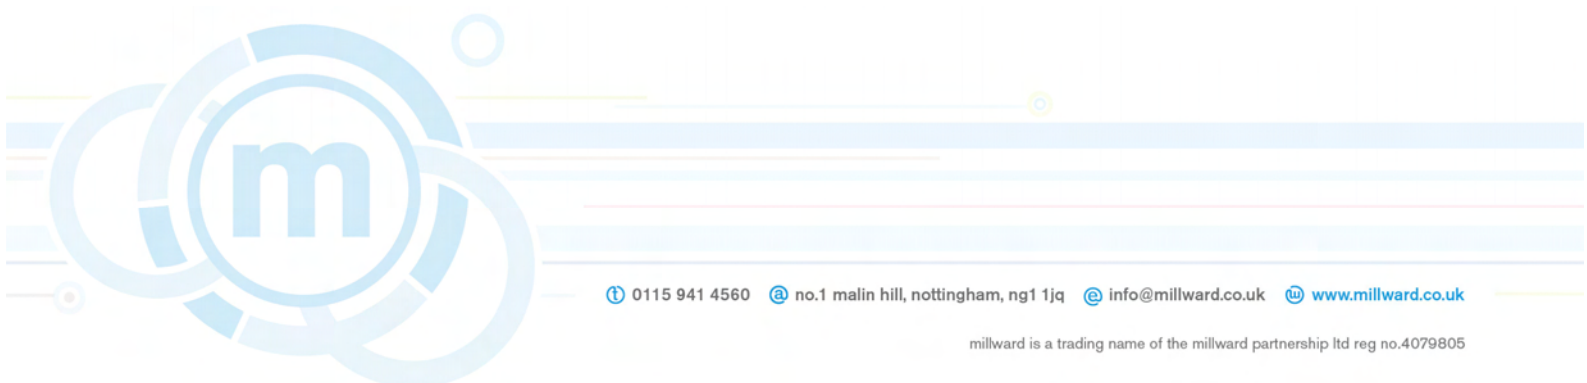 m
t 0115 941 4560 a no.1 malin hill, nottingham, ng1 1jq e info@millward.co.uk w www.millward.co.uk
millward is a trading name of the millward partnership ltd reg no.4079805